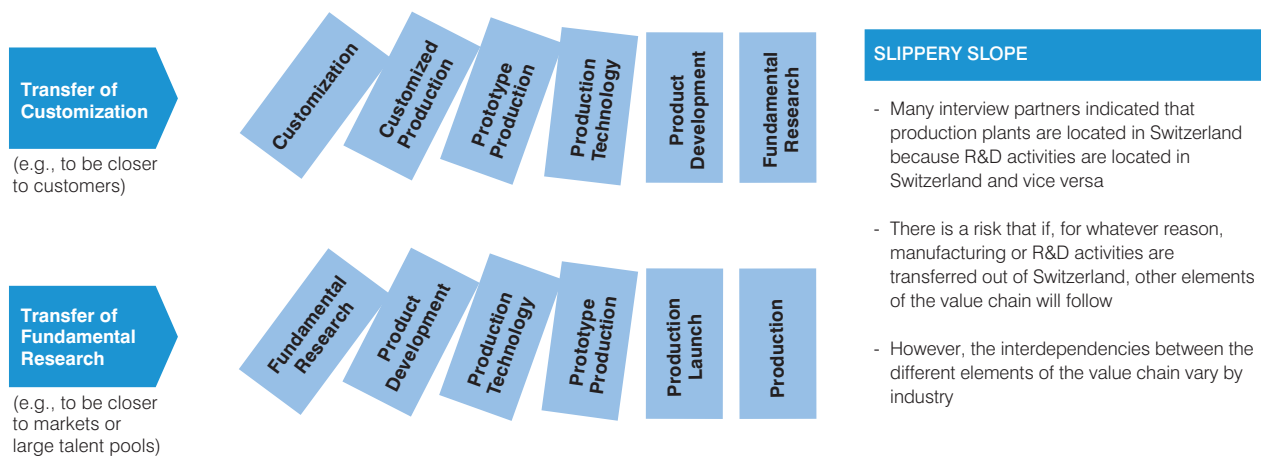 Transfer of
Customization
(e.g., to be closer
to customers)
Customization
Customized
Production
Prototype
Production
Production
Technology
Product
Development
Fundamental
Research
Transfer of
Fundamental
Research
(e.g., to be closer
to markets or
large talent pools)
Fundamental
Research
Product
Development
Production
Technology
Prototype
Production
Production
Launch
Production
SLIPPERY SLOPE
- Many interview partners indicated that
production plants are located in Switzerland
because R&D activities are located in
Switzerland and vice versa
- There is a risk that if, for whatever reason,
manufacturing or R&D activities are
transferred out of Switzerland, other elements
of the value chain will follow
- However, the interdependencies between the
different elements of the value chain vary by
industry